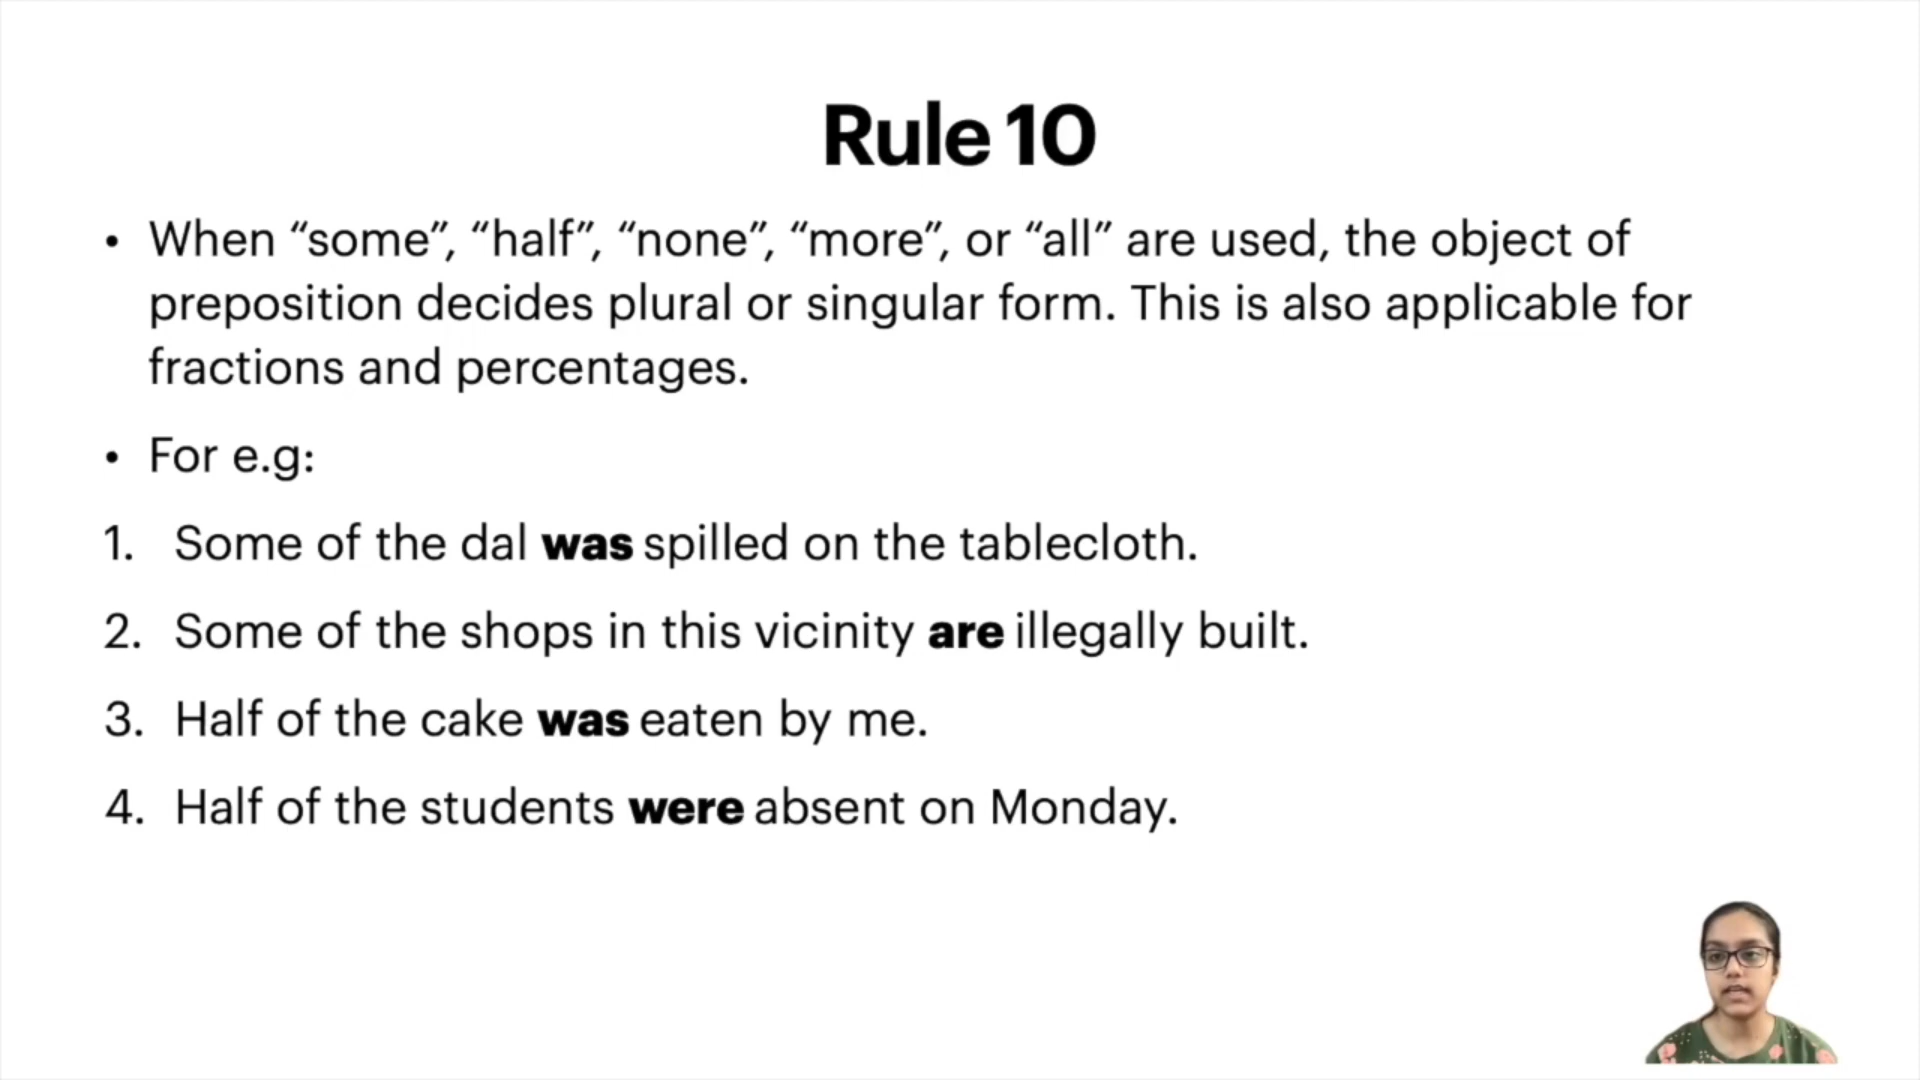 Rule 10
• When “some”, “half”, “none”, “more”, or “all” are used, the object of
preposition decides plural or singular form. This is also applicable for
fractions and percentages.
• For e.g:
1. Some of the dal was spilled on the tablecloth.
2. Some of the shops in this vicinity are illegally built.
3. Half of the cake was eaten by me.
4. Half of the students were absent on Monday.